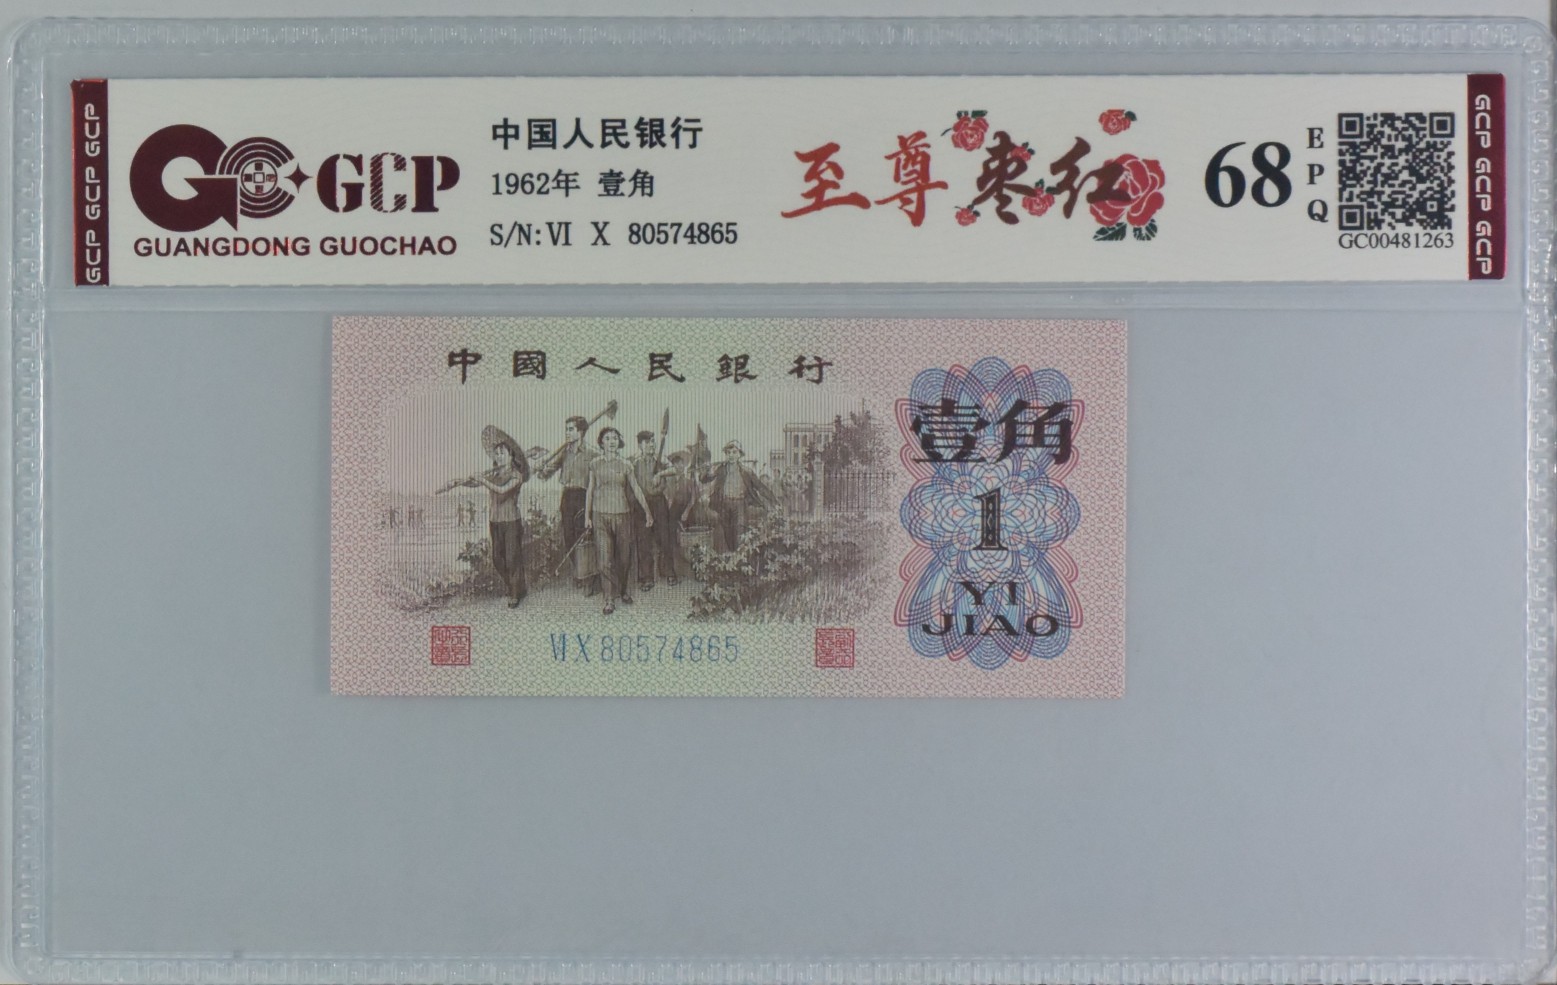 GCP GCP GCP
GCP
GUANGDONG GUOCHAO
中国人民银行
1962年 壹角
S/N: VI X 80574865
至尊枣红
68
EPQ
GC00481263
GCP GCP GCP
中國人民銀行
壹角
1
YI
JIAO
VI X 80574865